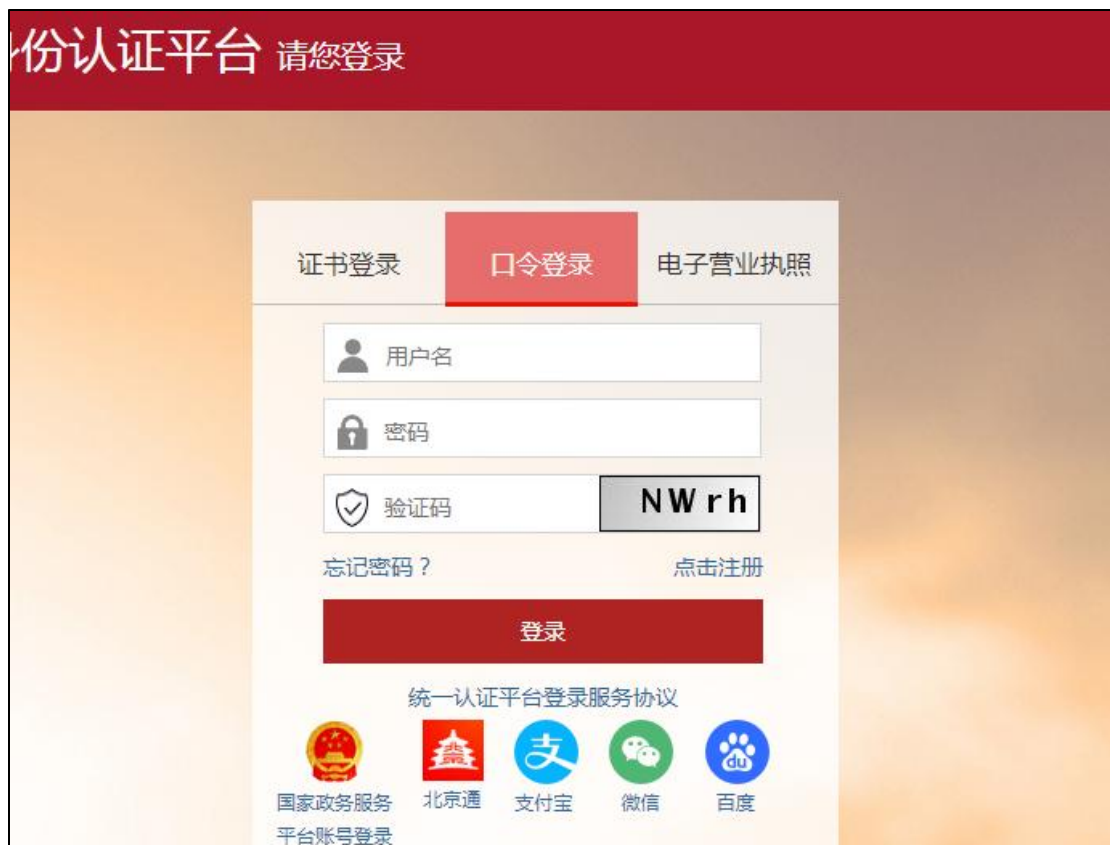 份认证平台 请您登录
证书登录 口令登录 电子营业执照
用户名
密码
验证码 NWrh
忘记密码？ 点击注册
登录
统一认证平台登录服务协议
支 du
国家政务服务 北京通 支付宝 微信 百度
平台账号登录